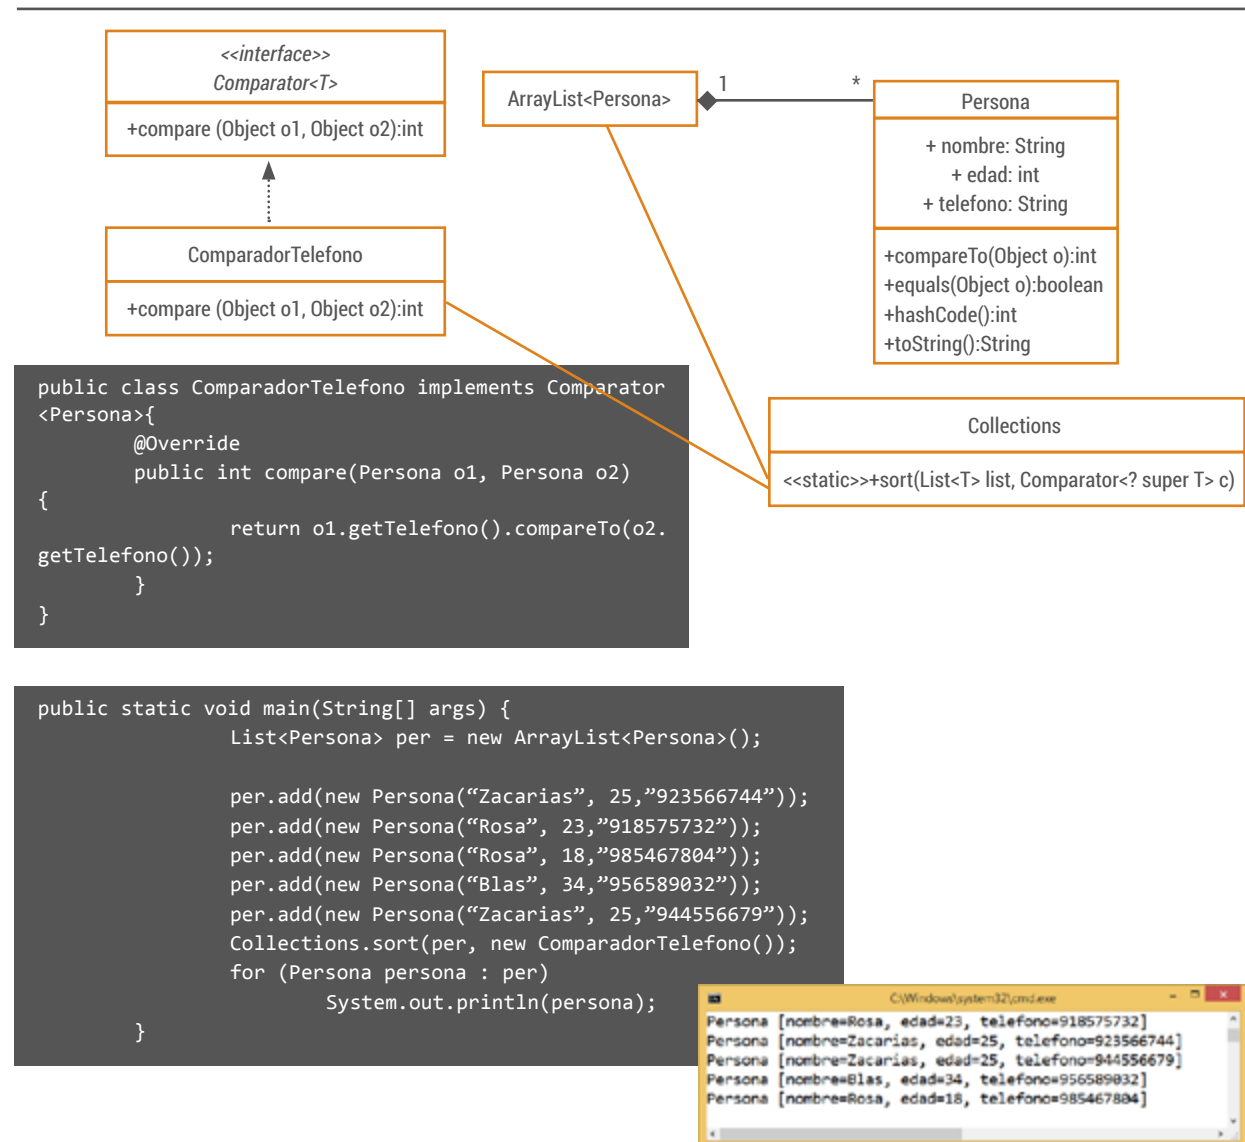 <<interface>>
Comparator<T>
+compare (Object o1, Object o2):int
ComparadorTelefono
+compare (Object o1, Object o2):int
ArrayList<Persona>
1
*
Persona
+ nombre: String
+ edad: int
+ telefono: String
+compareTo(Object o):int
+equals(Object o):boolean
+hashCode():int
+toString():String
Collections
<<static>>+sort(List<T> list, Comparator<? super T> c)
public class ComparadorTelefono implements Comparator
<Persona>{
@Override
public int compare(Persona o1, Persona o2)
{
return o1.getTelefono().compareTo(o2.
getTelefono());
}
}
public static void main(String[] args) {
List<Persona> per = new ArrayList<Persona>();
per.add(new Persona(“Zacarias”, 25,”923566744”));
per.add(new Persona(“Rosa”, 23,”918575732”));
per.add(new Persona(“Rosa”, 18,”985467804”));
per.add(new Persona(“Blas”, 34,”956589032”));
per.add(new Persona(“Zacarias”, 25,”944556679”));
Collections.sort(per, new ComparadorTelefono());
for (Persona persona : per)
System.out.println(persona);
}
C:\Windows\system32\cmd.exe
Persona [nombre=Rosa, edad=23, telefono=918575732]
Persona [nombre=Zacarias, edad=25, telefono=923566744]
Persona [nombre=Zacarias, edad=25, telefono=944556679]
Persona [nombre=Blas, edad=34, telefono=956589032]
Persona [nombre=Rosa, edad=18, telefono=985467804]